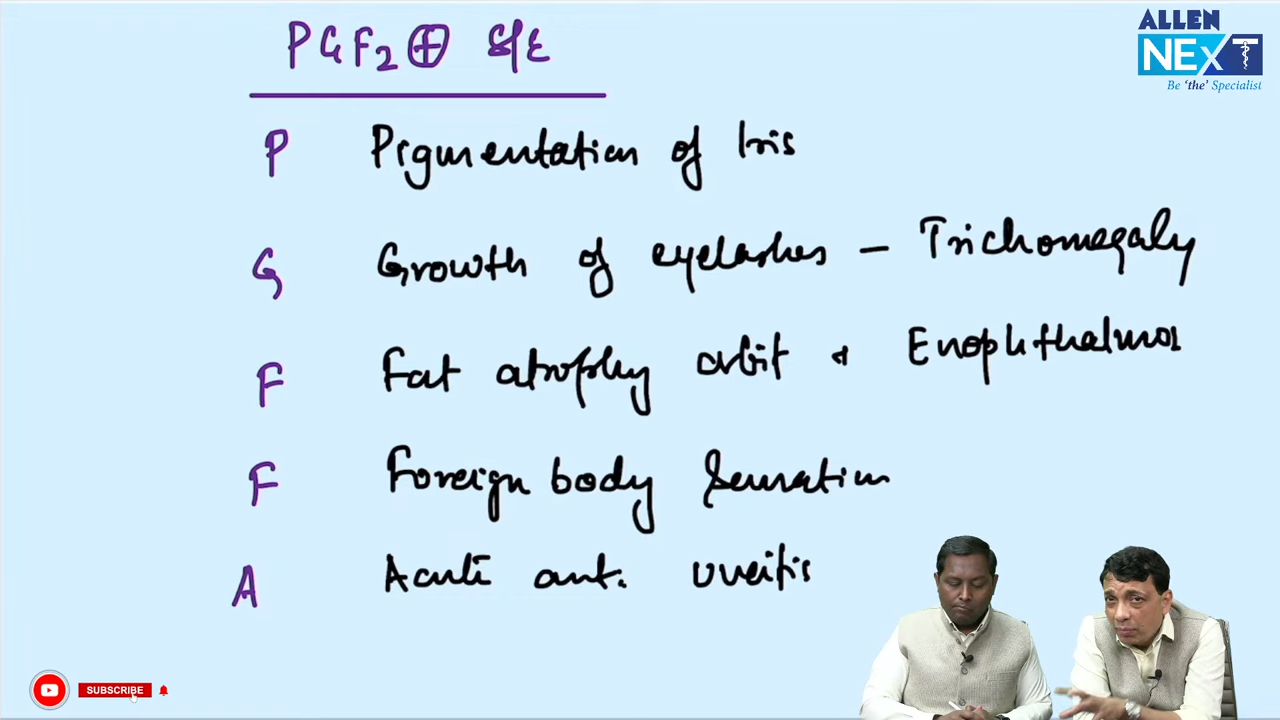 ALLEN
NExT
Be 'the' Specialist
PGF2⊕ S/E
P Pigmentation of Iris
G Growth of eyelashes - Trichomegaly
F Fat atrophy orbit & Enophthalmos
F Foreign body Sensation
A Acute ant. uveitis
SUBSCRIBE